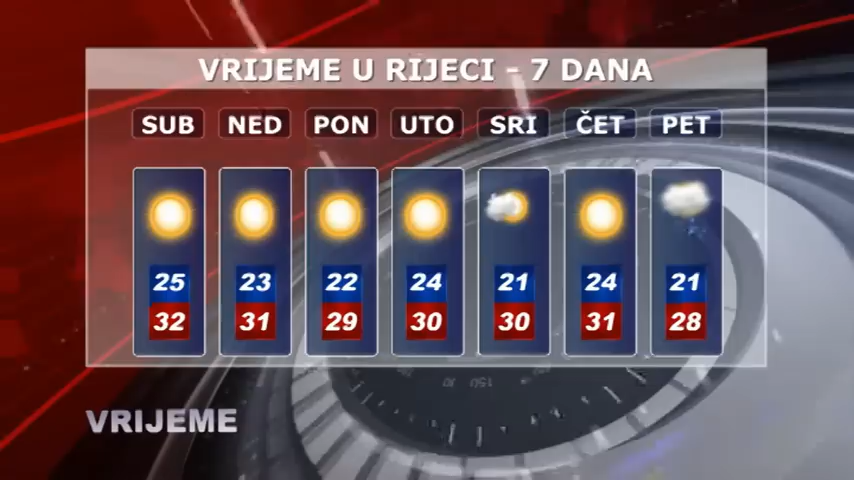 VRIJEME U RIJECI - 7 DANA
SUB NED PON UTO SRI ČET PET
25 23 22 24 21 24 21
32 31 29 30 30 31 28
150
VRIJEME